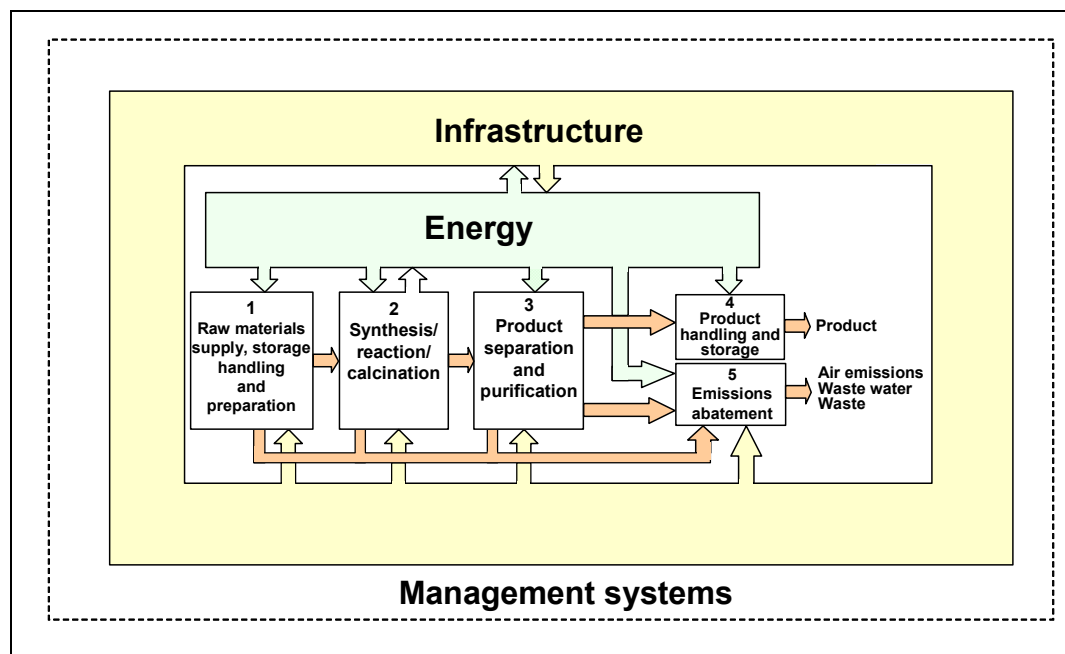 Infrastructure
Energy
1
Raw materials
supply, storage
handling
and
preparation
2
Synthesis/
reaction/
calcination
3
Product
separation
and
purification
4
Product
handling and
storage
Product
5
Emissions
abatement
Air emissions
Waste water
Waste
Management systems